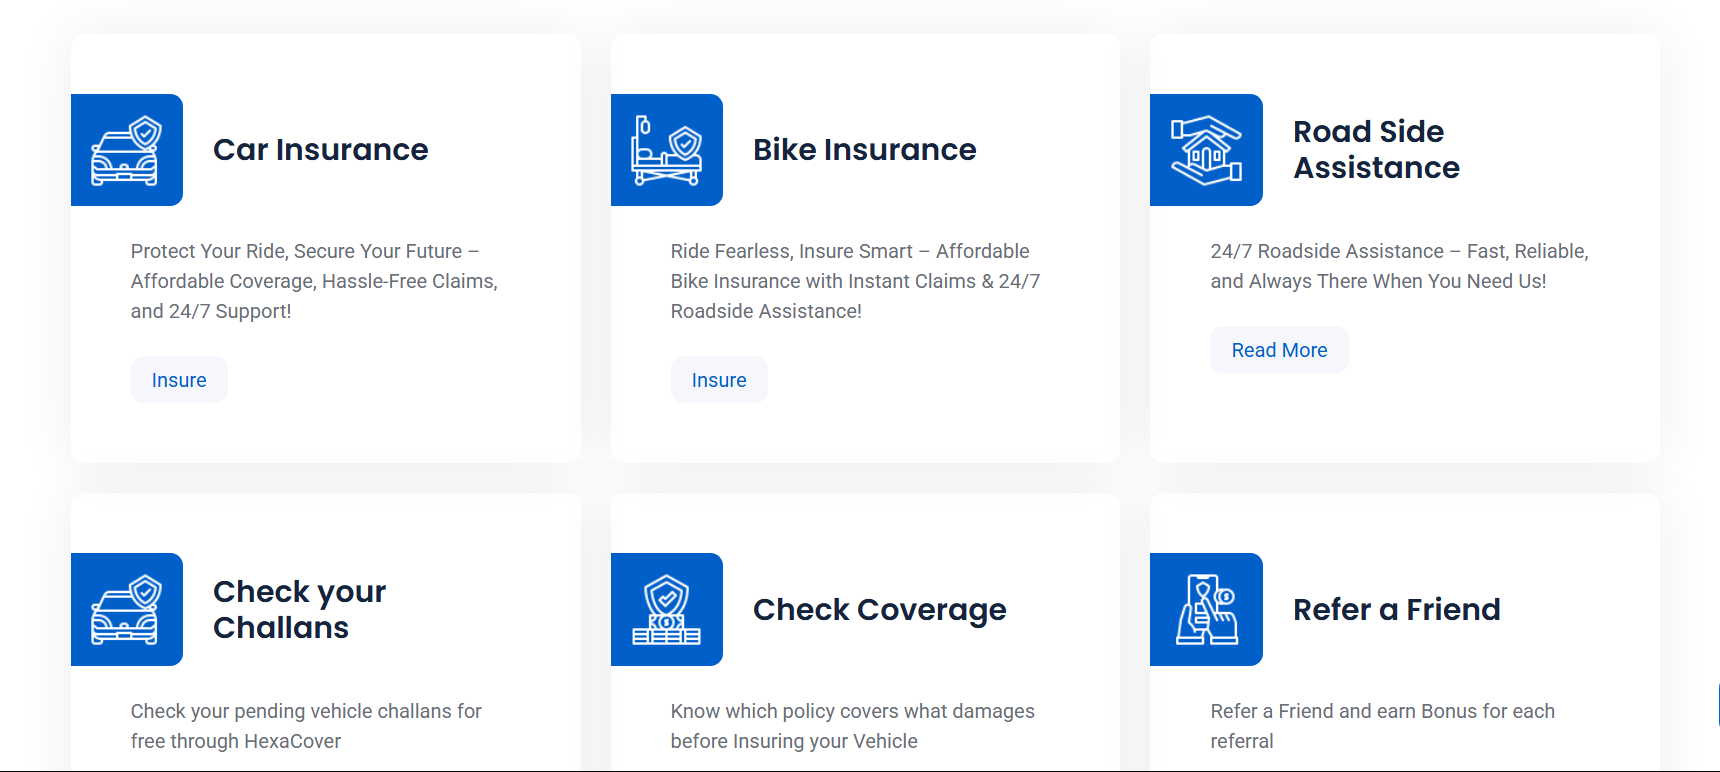 Car Insurance
Protect Your Ride, Secure Your Future –
Affordable Coverage, Hassle-Free Claims,
and 24/7 Support!
Insure
Bike Insurance
Ride Fearless, Insure Smart – Affordable
Bike Insurance with Instant Claims & 24/7
Roadside Assistance!
Insure
Road Side
Assistance
24/7 Roadside Assistance – Fast, Reliable,
and Always There When You Need Us!
Read More
Check your
Challans
Check your pending vehicle challans for
free through HexaCover
Check Coverage
Know which policy covers what damages
before Insuring your Vehicle
Refer a Friend
Refer a Friend and earn Bonus for each
referral